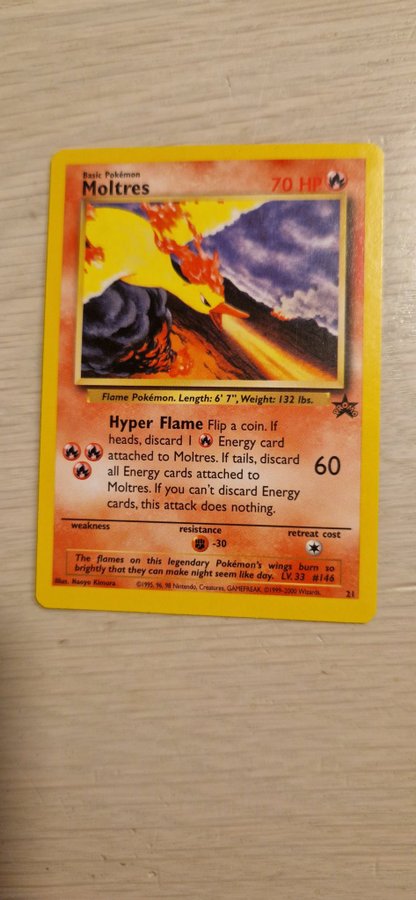 Basic Pokémon
Moltres
70 HP
Flame Pokémon. Length: 6' 7", Weight: 132 lbs.
Hyper Flame Flip a coin. If
heads, discard 1 Energy card
attached to Moltres. If tails, discard
all Energy cards attached to
Moltres. If you can't discard Energy
cards, this attack does nothing.
60
weakness
resistance
retreat cost
-30
The flames on this legendary Pokémon's wings burn so
brightly that they can make night seem like day. LV. 33 #146
Illus. Naoyo Kimura
©1995, 96, 98 Nintendo, Creatures, GAMEFREAK. ©1999-2000 Wizards.
21